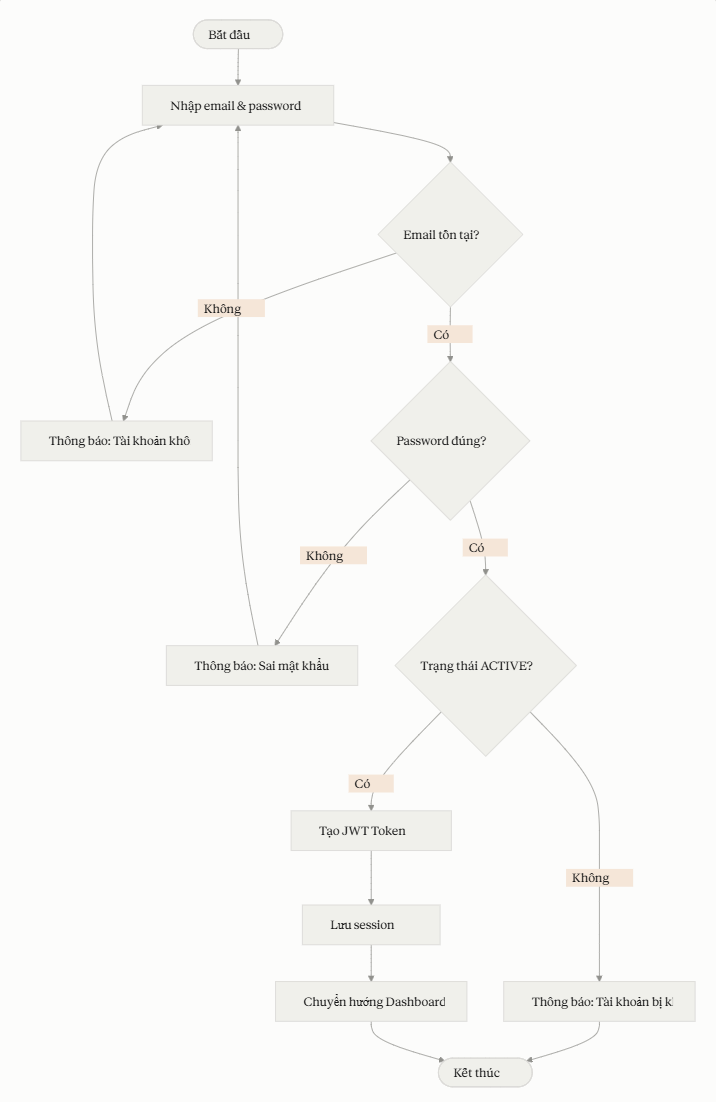 Bắt đầu
Nhập email & password
Email tồn tại?
Không
Có
Thông báo: Tài khoản khô
Password đúng?
Không
Có
Thông báo: Sai mật khẩu
Trạng thái ACTIVE?
Có
Tạo JWT Token
Không
Lưu session
Chuyển hướng Dashboard
Thông báo: Tài khoản bị k
Kết thúc